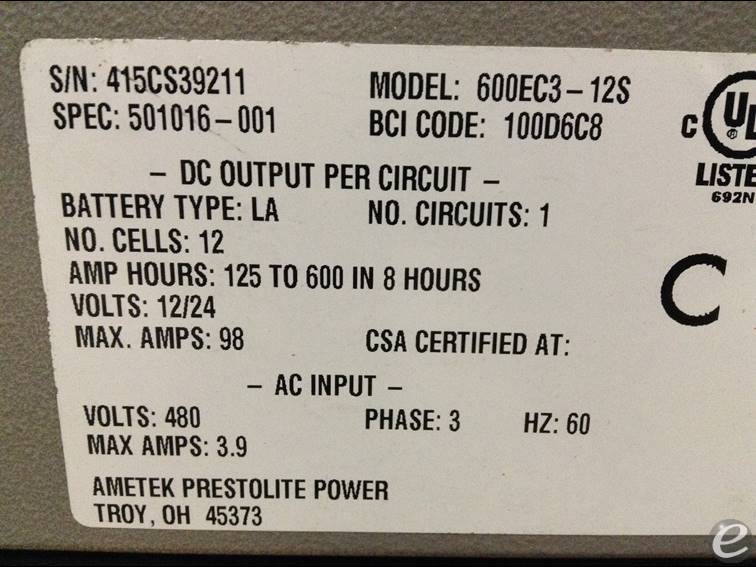 S/N: 415CS39211
MODEL: 600EC3-12S
SPEC: 501016-001
BCI CODE: 100D6C8
C UL ®
LISTE
692N
- DC OUTPUT PER CIRCUIT -
BATTERY TYPE: LA
NO. CIRCUITS: 1
NO. CELLS: 12
AMP HOURS: 125 TO 600 IN 8 HOURS
VOLTS: 12/24
C
MAX. AMPS: 98
CSA CERTIFIED AT:
- AC INPUT -
VOLTS: 480
PHASE: 3
HZ: 60
MAX AMPS: 3.9
AMETEK PRESTOLITE POWER
TROY, OH 45373
e